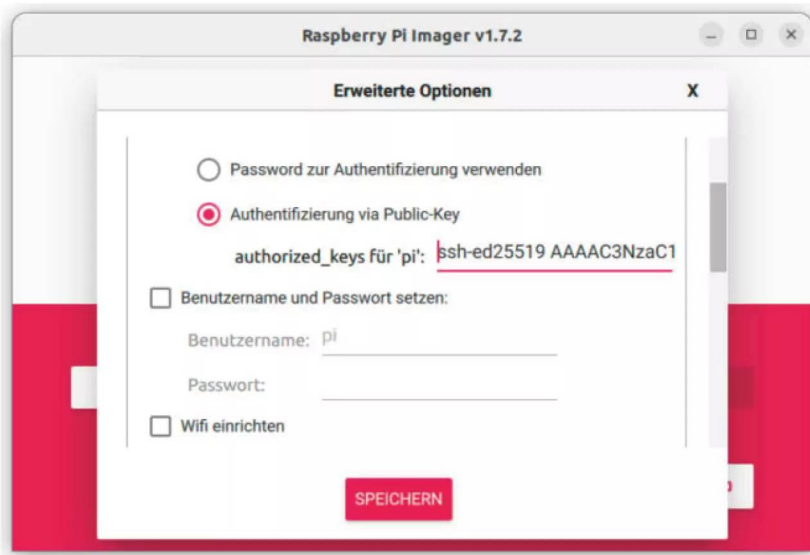 Raspberry Pi Imager v1.7.2
Erweiterte Optionen X
Password zur Authentifizierung verwenden
Authentifizierung via Public-Key
authorized_keys für 'pi': ssh-ed25519 AAAAC3NzaC1
Benutzername und Passwort setzen:
Benutzername: pi
Passwort:
Wifi einrichten
SPEICHERN